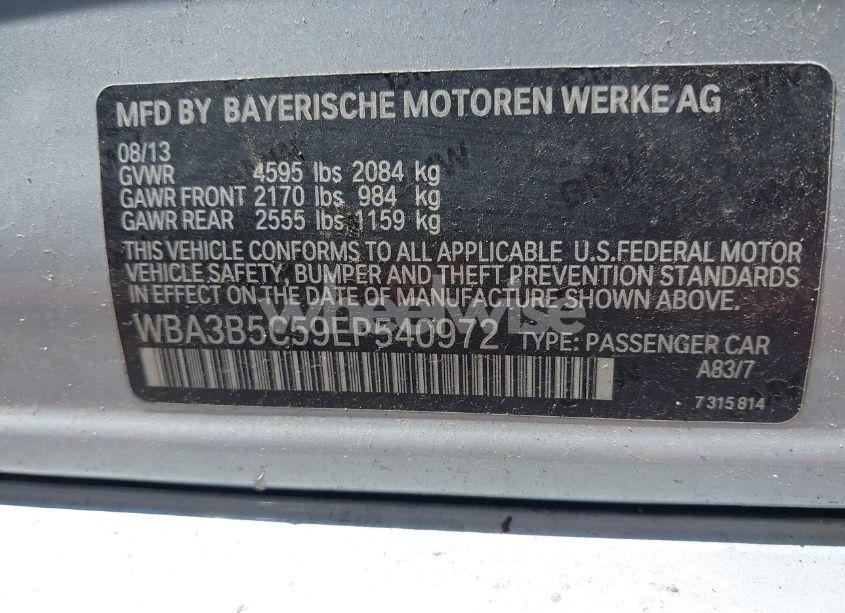 MFD BY BAYERISCHE MOTOREN WERKE AG
08/13
GVWR 4595 lbs 2084 kg
GAWR FRONT 2170 lbs 984 kg
GAWR REAR 2555 lbs 1159 kg
THIS VEHICLE CONFORMS TO ALL APPLICABLE U.S.FEDERAL MOTOR
VEHICLE SAFETY, BUMPER AND THEFT PREVENTION STANDARDS
IN EFFECT ON THE DATE OF MANUFACTURE SHOWN ABOVE.
wheelwise
WBA3B5C59EP540972 TYPE: PASSENGER CAR
A83/7
7 315 814